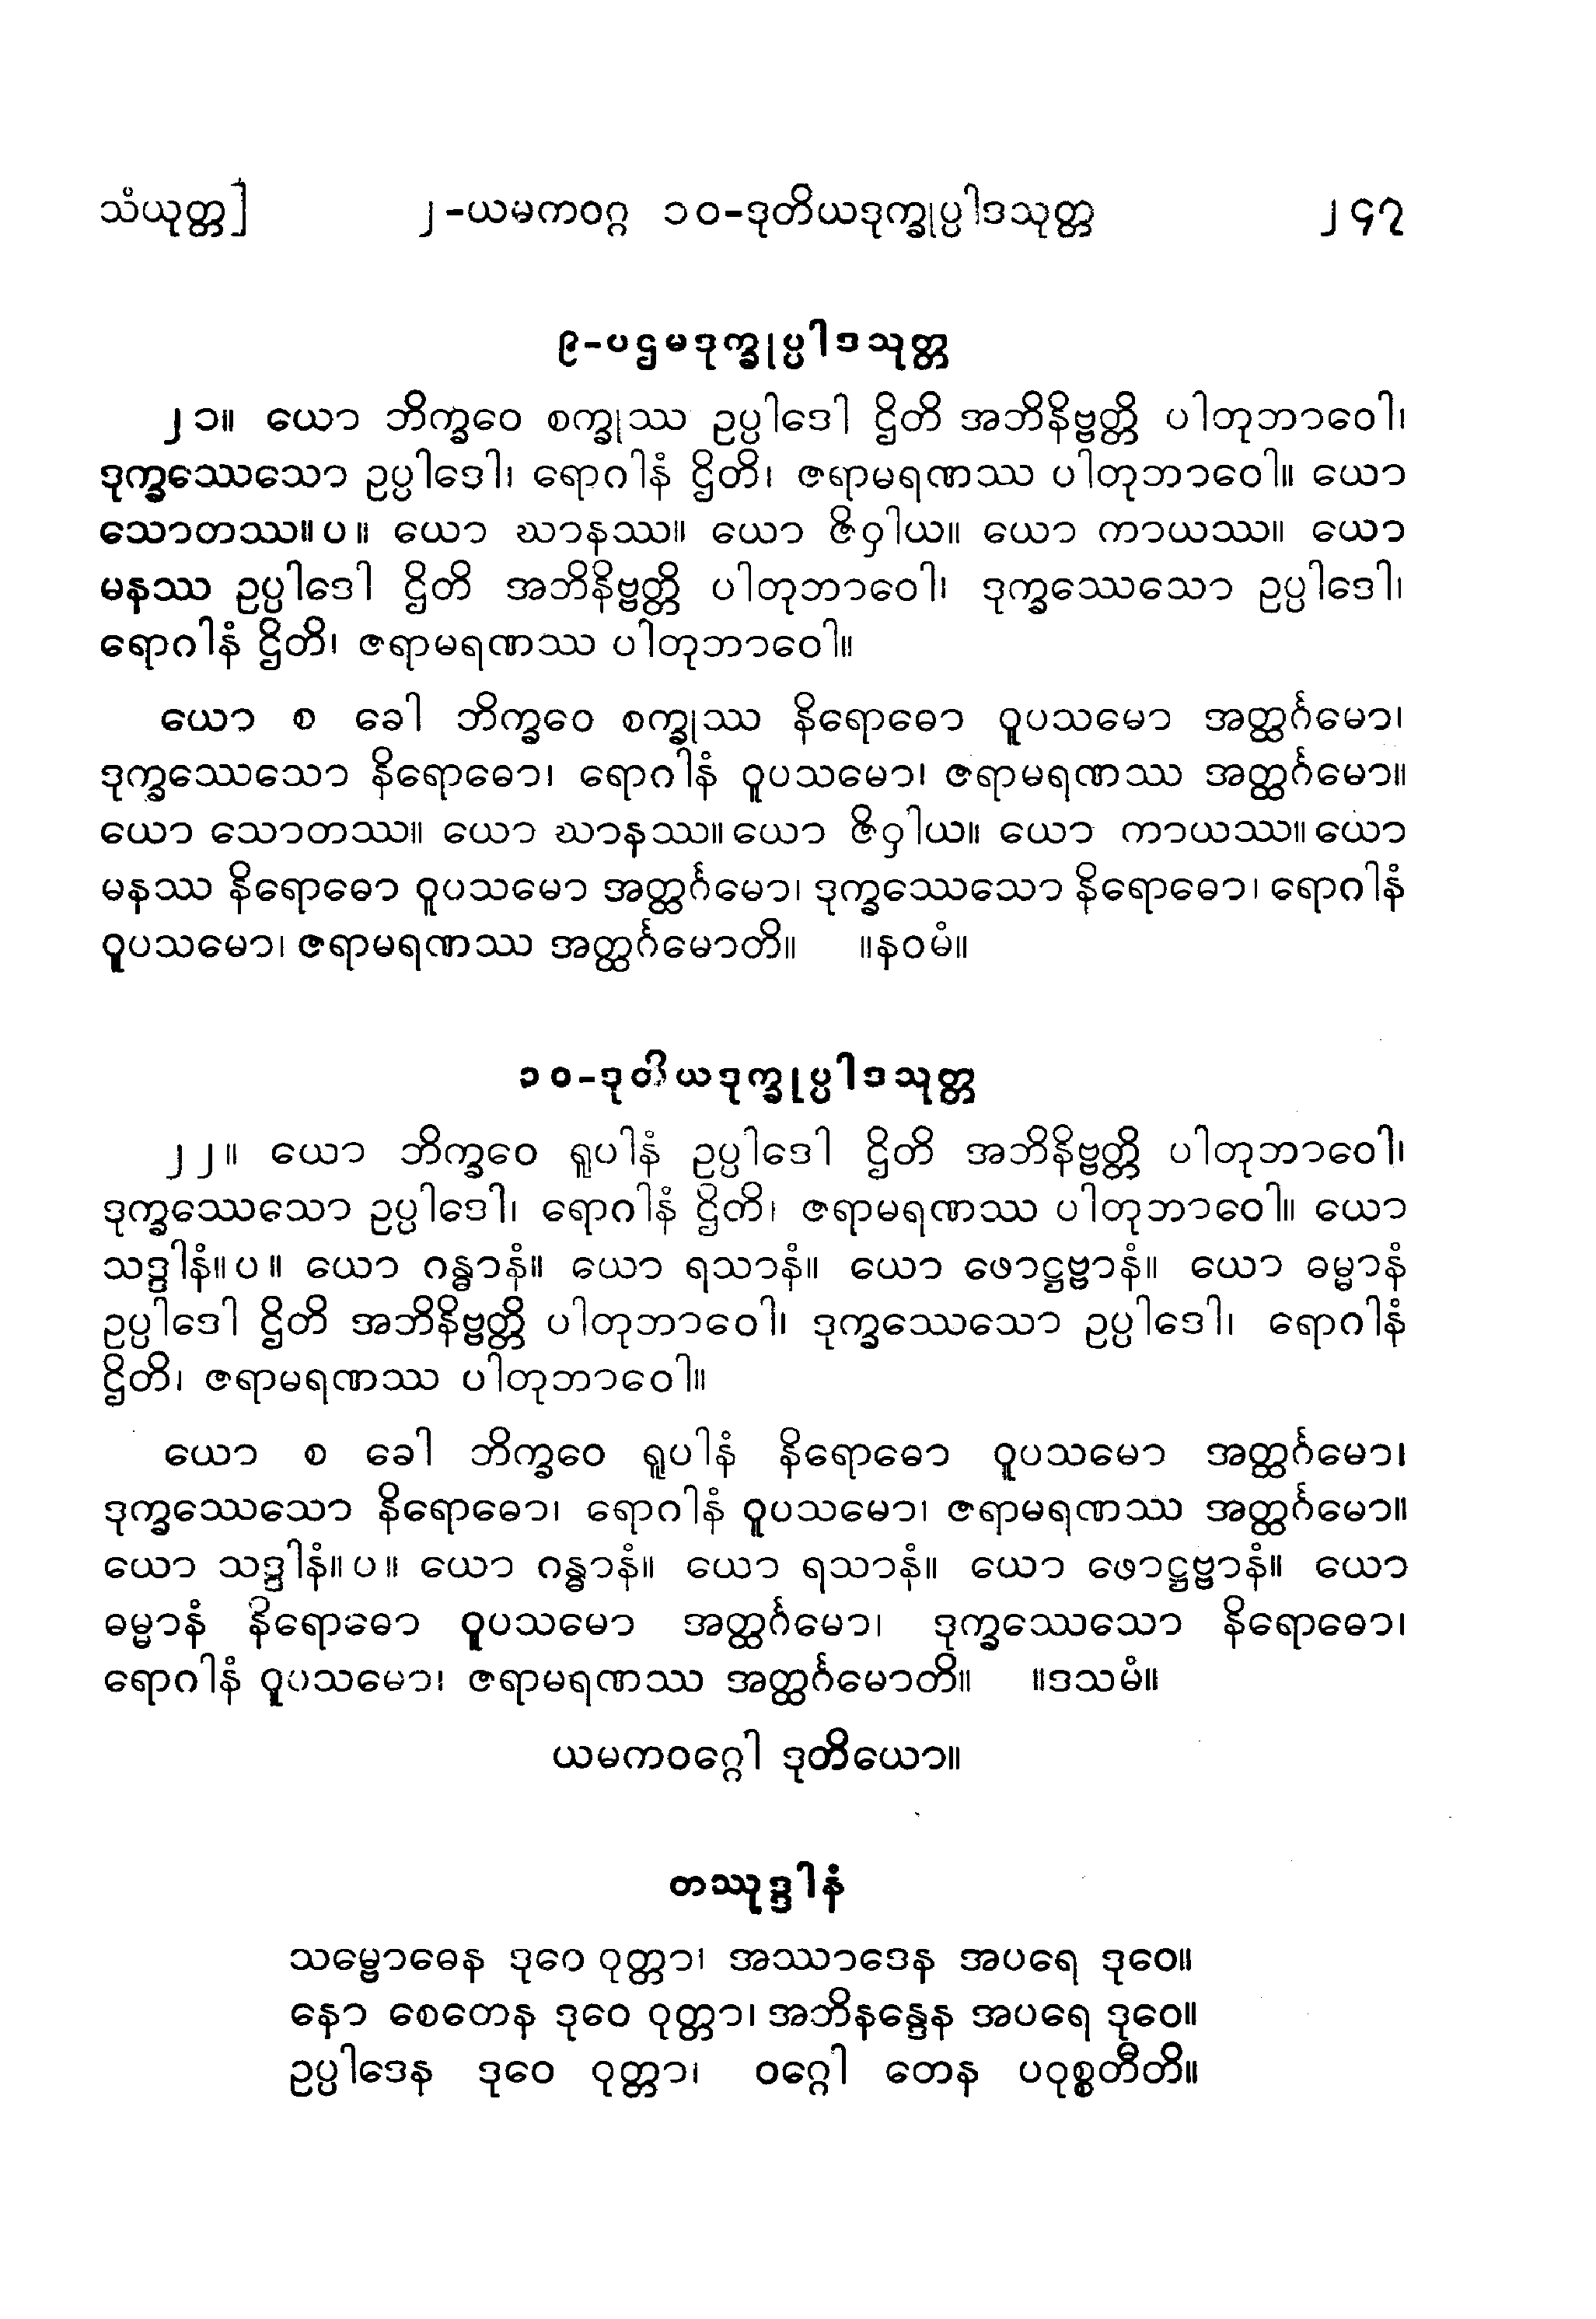 သံယုတ္တ] ၂-ယမကဝဂ္ဂ ၁၀-ဒုတိယဒုက္ခုပ္ပါဒသုတ္တ ၂၄၇
၉-ပဌမဒုက္ခုပ္ပါဒသုတ္တ
၂၁။ ယော ဘိက္ခဝေ စက္ခုဿ ဥပ္ပါဒေါ ဌိတိ အဘိနိဗ္ဗတ္တိ ပါတုဘာဝေါ၊
ဒုက္ခဿေသော ဥပ္ပါဒေါ၊ ရောဂါနံ ဌိတိ၊ ဇရာမရဏဿ ပါတုဘာဝေါ။ ယော
သောတဿ။ပ။ ယော ဃာနဿ။ ယော ဇိဝှါယ။ ယော ကာယဿ။ ယော
မနဿ ဥပ္ပါဒေါ ဌိတိ အဘိနိဗ္ဗတ္တိ ပါတုဘာဝေါ၊ ဒုက္ခဿေသော ဥပ္ပါဒေါ၊
ရောဂါနံ ဌိတိ၊ ဇရာမရဏဿ ပါတုဘာဝေါ။
ယော စ ခေါ ဘိက္ခဝေ စက္ခုဿ နိရောဓော ဝူပသမော အတ္ထင်္ဂမော၊
ဒုက္ခဿေသော နိရောဓော၊ ရောဂါနံ ဝူပသမော၊ ဇရာမရဏဿ အတ္ထင်္ဂမော။
ယော သောတဿ။ ယော ဃာနဿ။ ယော ဇိဝှါယ။ ယော ကာယဿ။ ယော
မနဿ နိရောဓော ဝူပသမော အတ္ထင်္ဂမော၊ ဒုက္ခဿေသော နိရောဓော၊ ရောဂါနံ
ဝူပသမော၊ ဇရာမရဏဿ အတ္ထင်္ဂမောတိ။ ။နဝမံ။
၁၀-ဒုတိယဒုက္ခုပ္ပါဒသုတ္တ
၂၂။ ယော ဘိက္ခဝေ ရူပါနံ ဥပ္ပါဒေါ ဌိတိ အဘိနိဗ္ဗတ္တိ ပါတုဘာဝေါ၊
ဒုက္ခဿေသော ဥပ္ပါဒေါ၊ ရောဂါနံ ဌိတိ၊ ဇရာမရဏဿ ပါတုဘာဝေါ။ ယော
သဒ္ဒါနံ။ပ။ ယော ဂန္ဓာနံ။ ယော ရသာနံ။ ယော ဖောဋ္ဌဗ္ဗာနံ။ ယော ဓမ္မာနံ
ဥပ္ပါဒေါ ဌိတိ အဘိနိဗ္ဗတ္တိ ပါတုဘာဝေါ၊ ဒုက္ခဿေသော ဥပ္ပါဒေါ၊ ရောဂါနံ
ဌိတိ၊ ဇရာမရဏဿ ပါတုဘာဝေါ။
ယော စ ခေါ ဘိက္ခဝေ ရူပါနံ နိရောဓော ဝူပသမော အတ္ထင်္ဂမော၊
ဒုက္ခဿေသော နိရောဓော၊ ရောဂါနံ ဝူပသမော၊ ဇရာမရဏဿ အတ္ထင်္ဂမော။
ယော သဒ္ဒါနံ။ပ။ ယော ဂန္ဓာနံ။ ယော ရသာနံ။ ယော ဖောဋ္ဌဗ္ဗာနံ။ ယော
ဓမ္မာနံ နိရောဓော ဝူပသမော အတ္ထင်္ဂမော၊ ဒုက္ခဿေသော နိရောဓော၊
ရောဂါနံ ဝူပသမော၊ ဇရာမရဏဿ အတ္ထင်္ဂမောတိ။ ။ဒသမံ။
ယမကဝဂ္ဂေါ ဒုတိယော။
တဿုဒ္ဒါနံ
သမ္ဗောဓေန ဒုဝေ ဝုတ္တာ၊ အဿာဒေန အပရေ ဒုဝေ။
နော စေတေန ဒုဝေ ဝုတ္တာ၊ အဘိနန္ဒေန အပရေ ဒုဝေ။
ဥပ္ပါဒေန ဒုဝေ ဝုတ္တာ၊ ဝဂ္ဂေါ တေန ပဝုစ္စတီတိ။